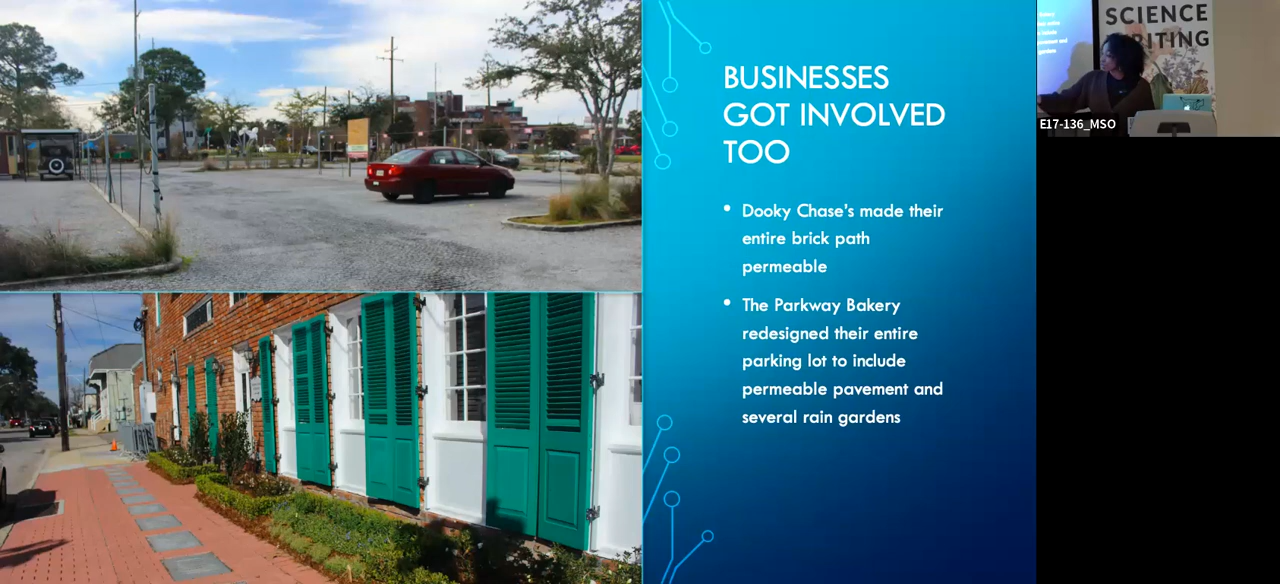 BUSINESSES
GOT INVOLVED
TOO
• Dooky Chase's made their
entire brick path
permeable
• The Parkway Bakery
redesigned their entire
parking lot to include
permeable pavement and
several rain gardens
SCIENCE
WRITING
E17-136_MSO